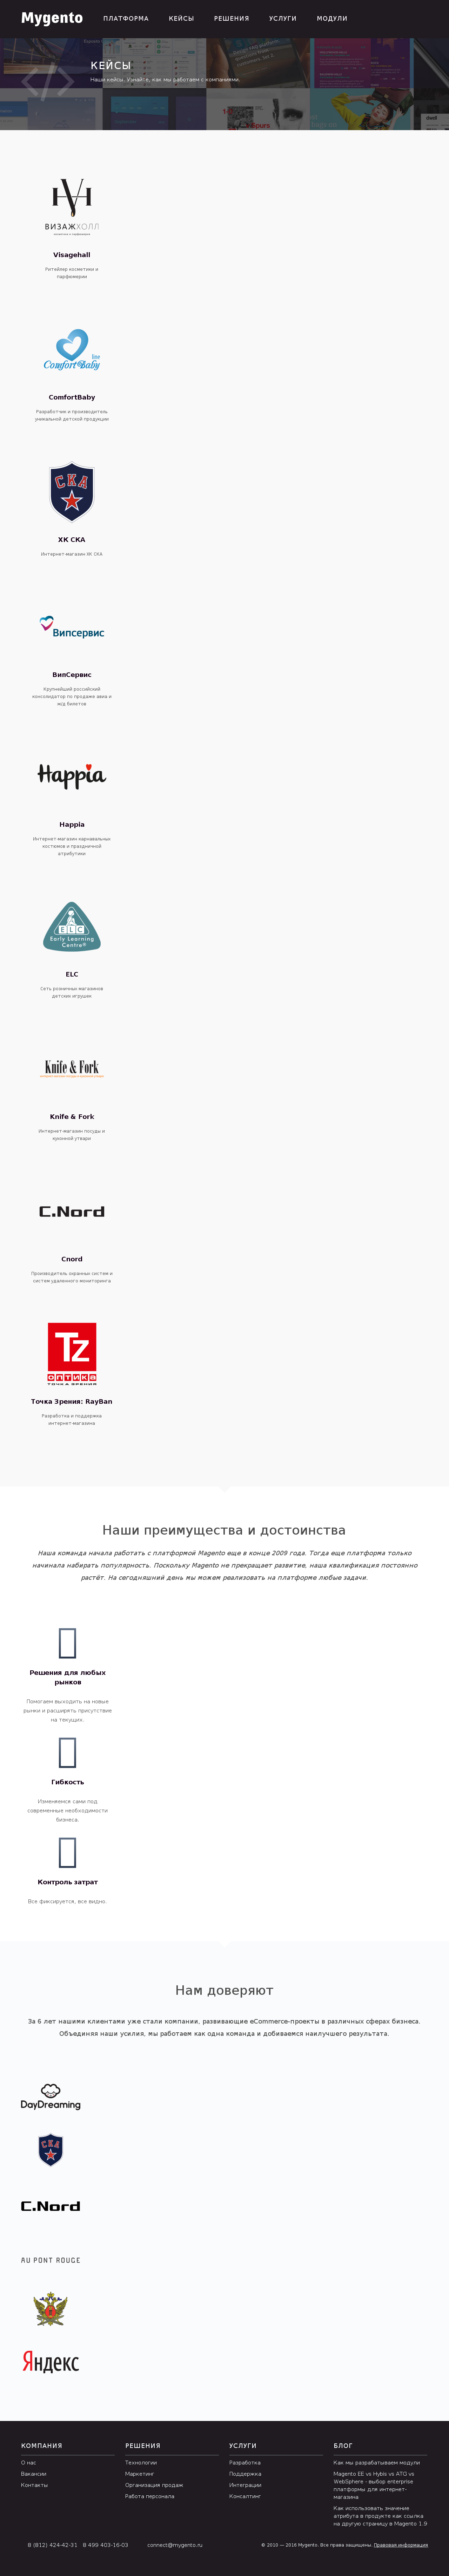 Mygento
ПЛАТФОРМА
КЕЙСЫ
РЕШЕНИЯ
УСЛУГИ
МОДУЛИ
КЕЙСЫ
Наши кейсы. Узнайте, как мы работаем с компаниями.
ВИЗАЖХОЛЛ
Visagehall
Ритейлер косметики и
парфюмерии
ComfortBaby
line
ComfortBaby
Разработчик и производитель
уникальной детской продукции
СКА
ХК СКА
Интернет-магазин ХК СКА
Випсервис
ВипСервис
Крупнейший российский
консолидатор по продаже авиа и
ж/д билетов
Happia
Happia
Интернет-магазин карнавальных
костюмов и праздничной
атрибутики
ELC
Early Learning
Centre®
ELC
Сеть розничных магазинов
детских игрушек
Knife & Fork
Knife & Fork
Интернет-магазин посуды и
кухонной утвари
C.Nord
Cnord
Производитель охранных систем и
систем удаленного мониторинга
TZ
ОПТИКА
ТОЧКА ЗРЕНИЯ
Точка Зрения: RayBan
Разработка и поддержка
интернет-магазина
Наши преимущества и достоинства
Наша команда начала работать с платформой Magento еще в конце 2009 года. Тогда еще платформа только
начинала набирать популярность. Поскольку Magento не прекращает развитие, наша квалификация постоянно
растёт. На сегодняшний день мы можем реализовать на платформе любые задачи.
Решения для любых
рынков
Помогаем выходить на новые
рынки и расширять присутствие
на текущих.
Гибкость
Изменяемся сами под
современные необходимости
бизнеса.
Контроль затрат
Все фиксируется, все видно.
Нам доверяют
За 6 лет нашими клиентами уже стали компании, развивающие eCommerce-проекты в различных сферах бизнеса.
Объединяя наши усилия, мы работаем как одна команда и добиваемся наилучшего результата.
DayDreaming
СКА
C.Nord
AU PONT ROUGE
Яндекс
КОМПАНИЯ
О нас
Вакансии
Контакты
РЕШЕНИЯ
Технологии
Маркетинг
Организация продаж
Работа персонала
УСЛУГИ
Разработка
Поддержка
Интеграции
Консалтинг
БЛОГ
Как мы разрабатываем модули
Magento EE vs Hybis vs ATG vs
WebSphere - выбор enterprise
платформы для интернет-
магазина
Как использовать значение
атрибута в продукте как ссылка
на другую страницу в Magento 1.9
8 (812) 424-42-31 8 499 403-16-03
connect@mygento.ru
© 2010 — 2016 Mygento. Все права защищены. Правовая информация